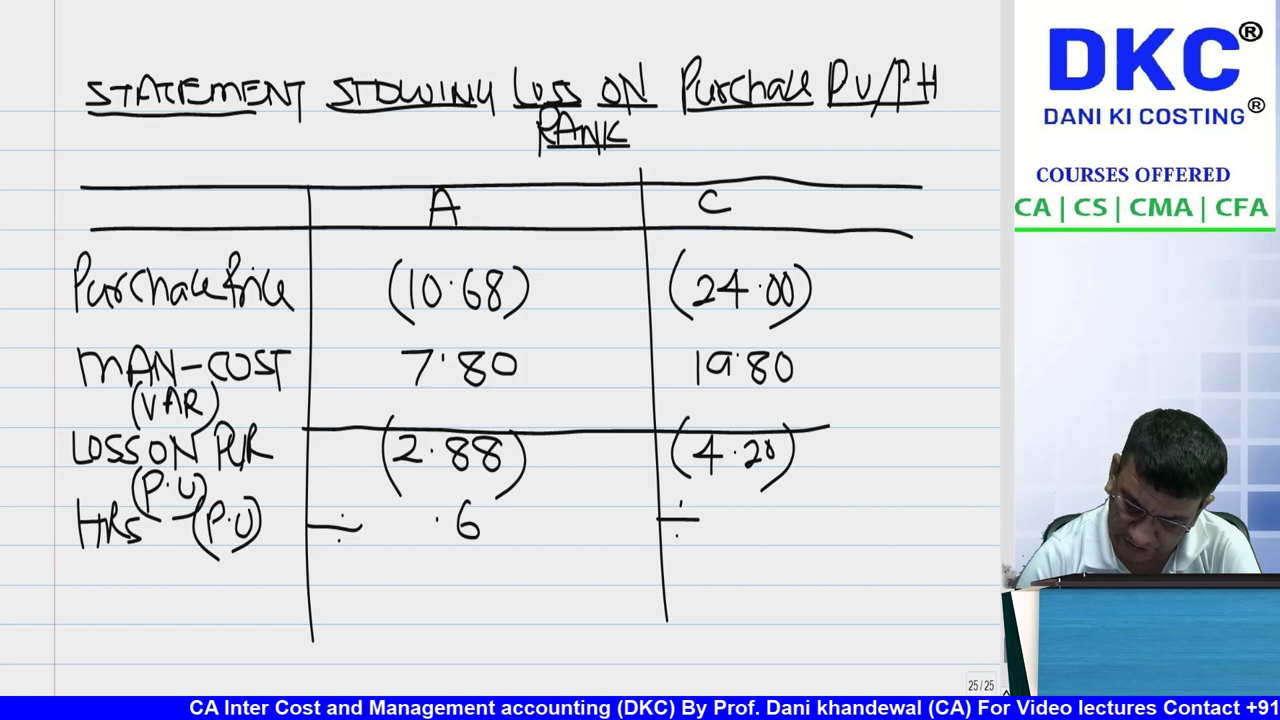 STATEMENT SHOWING LOSS ON Purchase PU/PH
RANK
A C
Purchase Price (10.68) (24.00)
MAN-COST 7.80 19.80
(VAR)
LOSS ON PUR (2.88) (4.20)
(P.U)
HRS - (P.U) ÷ .6 ÷
25/25
DKC®
DANI KI COSTING®
COURSES OFFERED
CA | CS | CMA | CFA
CA Inter Cost and Management accounting (DKC) By Prof. Dani khandewal (CA) For Video lectures Contact +91